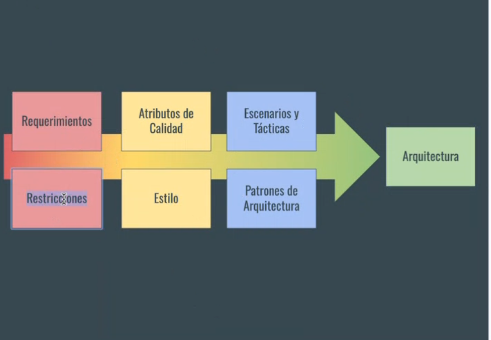 Requerimientos
Atributos de
Calidad
Escenarios y
Tácticas
Arquitectura
Restricciones
Estilo
Patrones de
Arquitectura